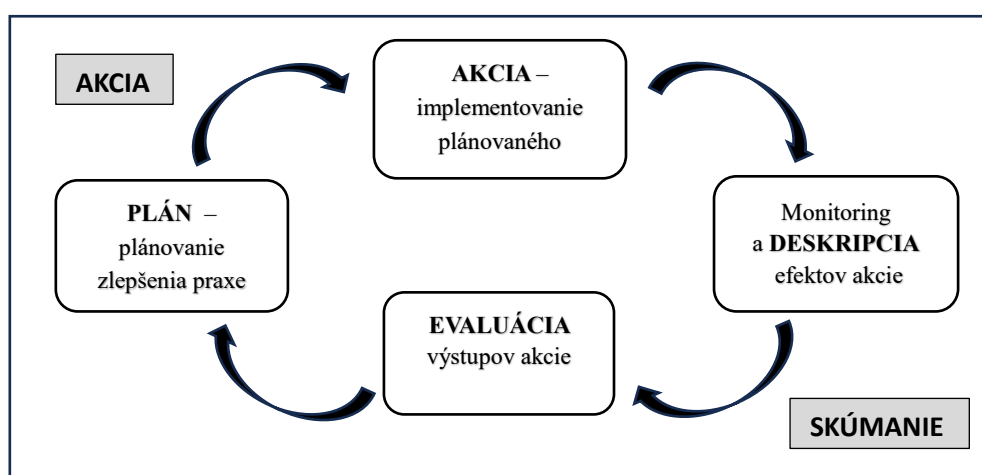 AKCIA
AKCIA –
implementovanie
plánovaného
PLÁN –
plánovanie
zlepšenia praxe
Monitoring
a DESKRIPCIA
efektov akcie
EVALUÁCIA
výstupov akcie
SKÚMANIE